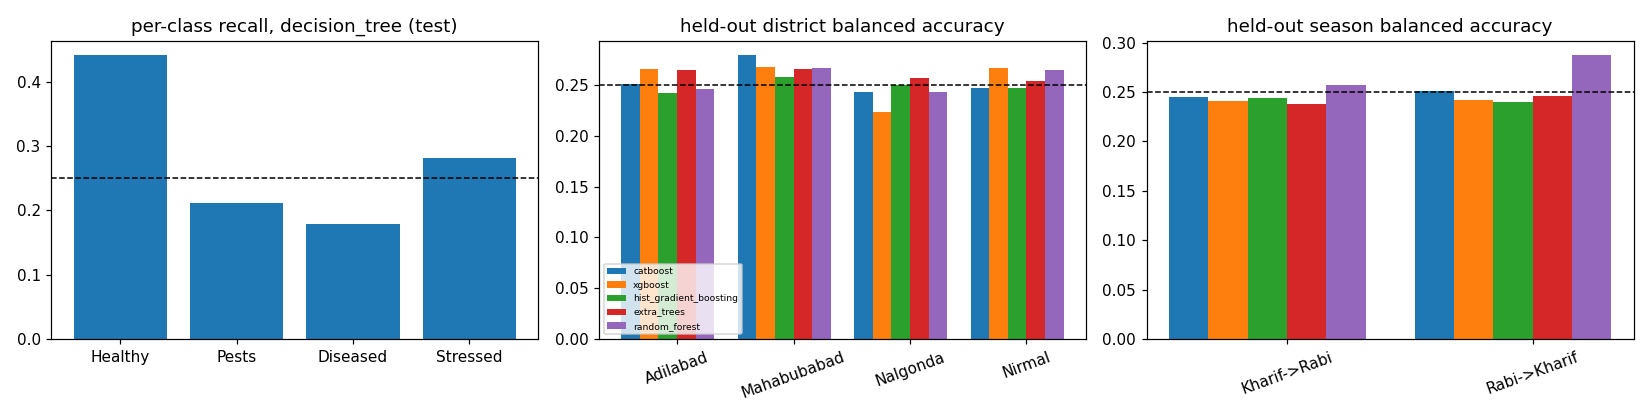 per-class recall, decision_tree (test)
0.4
0.3
0.2
0.1
0.0
Healthy Pests Diseased Stressed
held-out district balanced accuracy
0.25
0.20
0.15
0.10
0.05
0.00
catboost
xgboost
hist_gradient_boosting
extra_trees
random_forest
Adilabad Mahabubabad Nalgonda Nirmal
held-out season balanced accuracy
0.30
0.25
0.20
0.15
0.10
0.05
0.00
Kharif->Rabi Rabi->Kharif